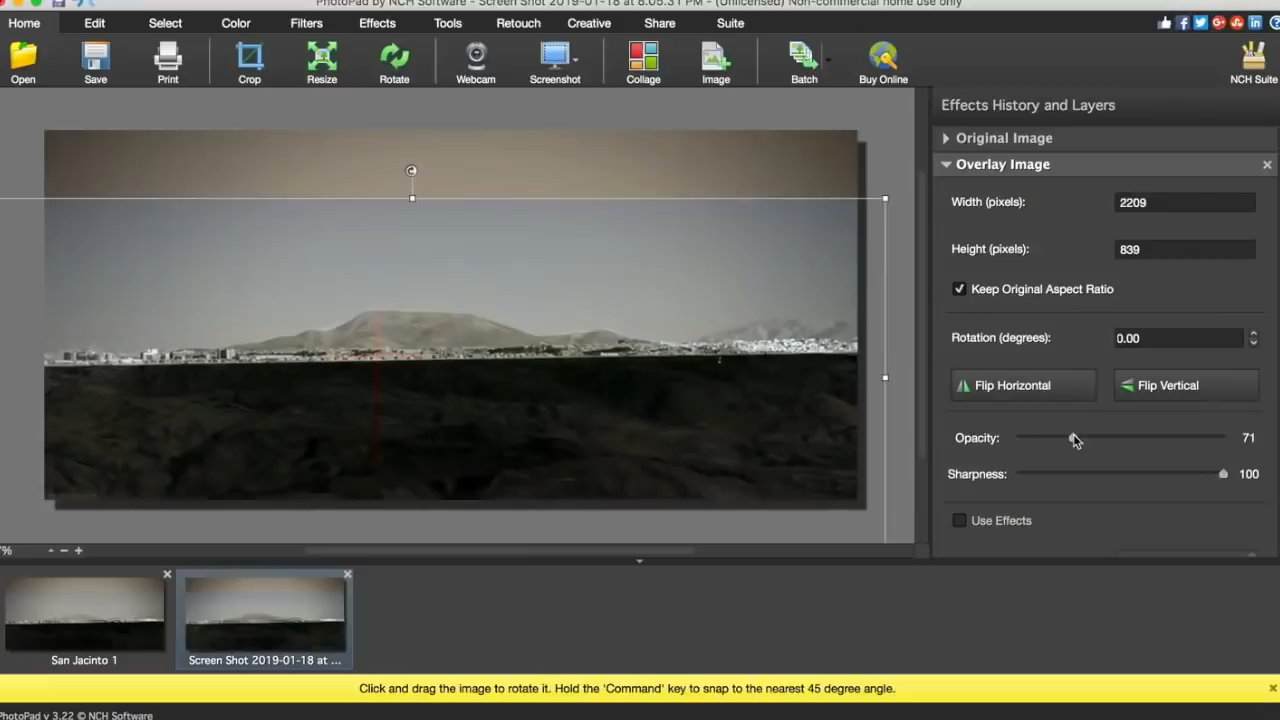 PhotoPad by NCH Software - Screen Shot 2019-01-18 at 8.05.31 PM - (Unlicensed) Non-commercial home use only
Home Edit Select Color Filters Effects Tools Retouch Creative Share Suite
Open Save Print Crop Resize Rotate Webcam Screenshot Collage Image Batch Buy Online NCH Suite
Effects History and Layers
Original Image
Overlay Image
Width (pixels): 2209
Height (pixels): 839
Keep Original Aspect Ratio
Rotation (degrees): 0.00
Flip Horizontal Flip Vertical
Opacity: 71
Sharpness: 100
Use Effects
7%
San Jacinto 1 Screen Shot 2019-01-18 at ...
Click and drag the image to rotate it. Hold the 'Command' key to snap to the nearest 45 degree angle.
PhotoPad v 3.22 © NCH Software